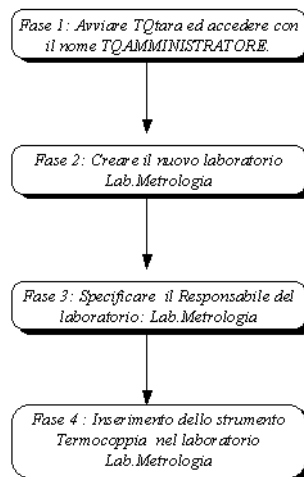 Fase 1: Avviare TQtara ed accedere con
il nome TQAMMINISTRATORE.
Fase 2: Creare il nuovo laboratorio
Lab.Metrologia
Fase 3: Specificare il Responsabile del
laboratorio: Lab.Metrologia
Fase 4 : Inserimento dello strumento
Termocoppia nel laboratorio
Lab.Metrologia